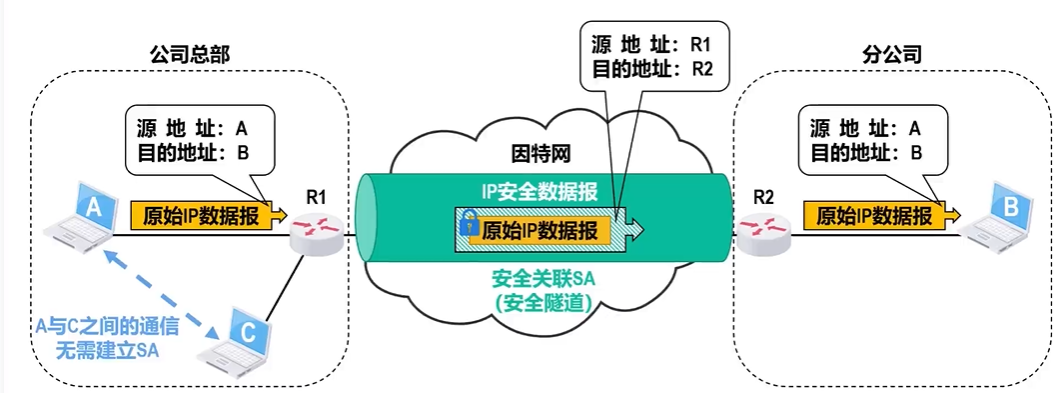 公司总部
源 地 址：A
目的地址：B
A
原始IP数据报
R1
C
A与C之间的通信
无需建立SA
源 地 址：R1
目的地址：R2
因特网
IP安全数据报
原始IP数据报
安全关联SA
（安全隧道）
分公司
源 地 址：A
目的地址：B
R2
原始IP数据报
B